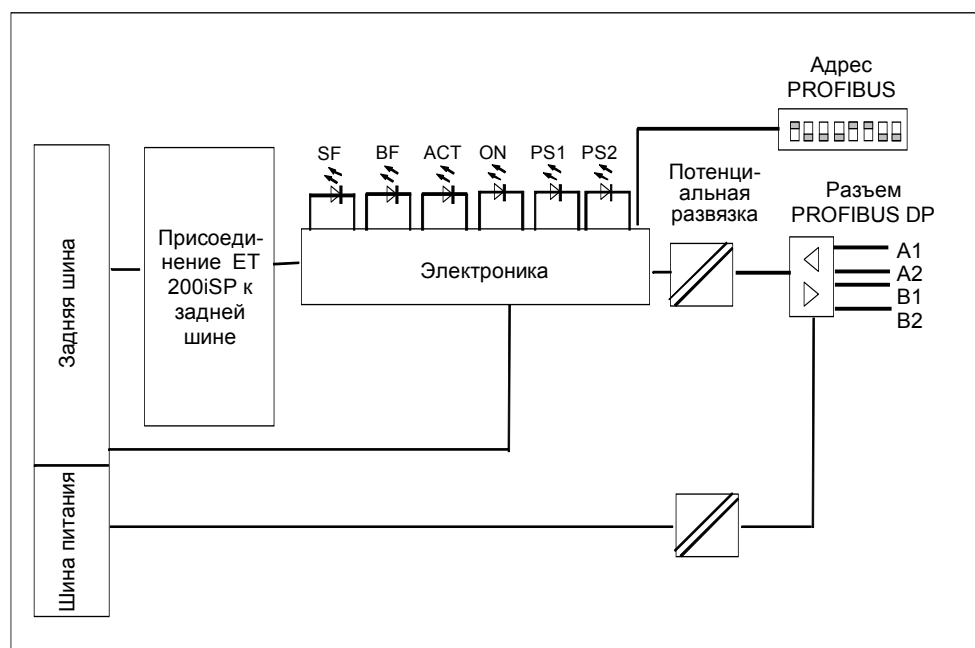 Адрес
PROFIBUS
SF BF ACT ON PS1 PS2
Потенци-
альная
развязка
Разъем
PROFIBUS DP
A1
A2
B1
B2
Задняя шина
Присоеди-
нение ET
200iSP к
задней
шине
Электроника
Шина питания